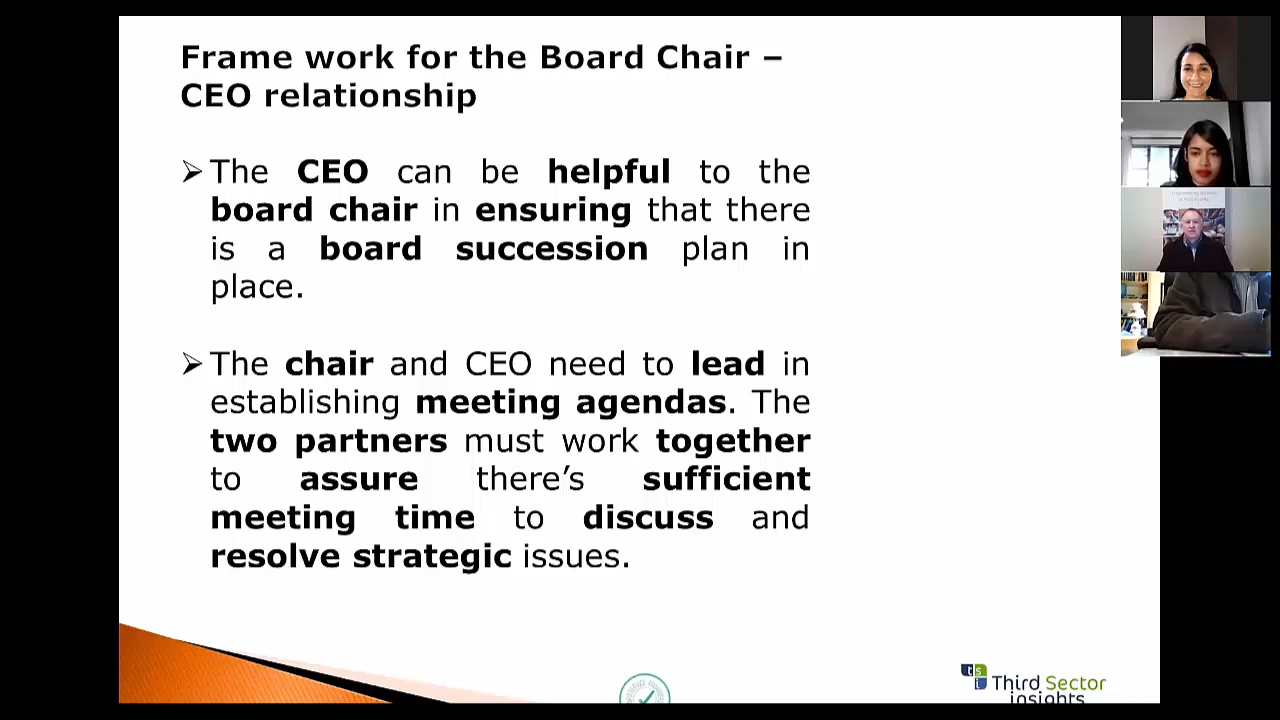 Frame work for the Board Chair –
CEO relationship
The CEO can be helpful to the
board chair in ensuring that there
is a board succession plan in
place.
The chair and CEO need to lead in
establishing meeting agendas. The
two partners must work together
to assure there’s sufficient
meeting time to discuss and
resolve strategic issues.
tsi
Third Sector
insights